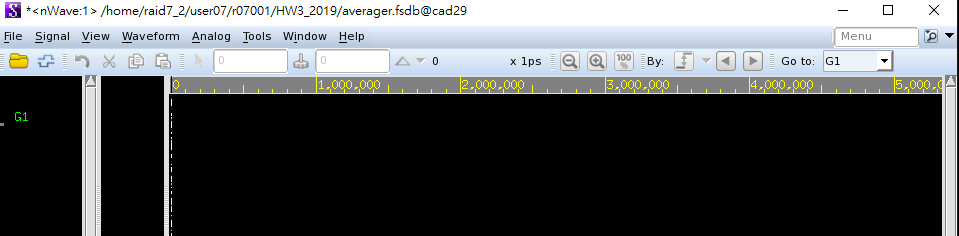 *<nWave:1> /home/raid7_2/user07/r07001/HW3_2019/averager.fsdb@cad29
File Signal View Waveform Analog Tools Window Help Menu
0 0 0 x 1ps 100% By: Go to: G1
0 1,000,000 2,000,000 3,000,000 4,000,000 5,000,000
G1